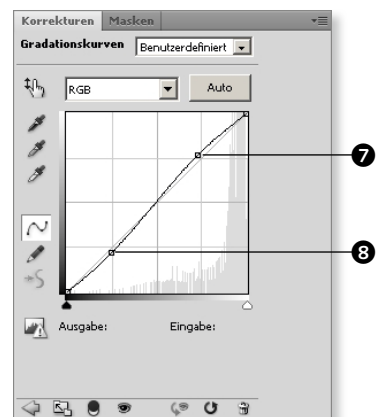 Korrekturen Masken
Gradationskurven Benutzerdefiniert
RGB Auto
7
8
Ausgabe: Eingabe: